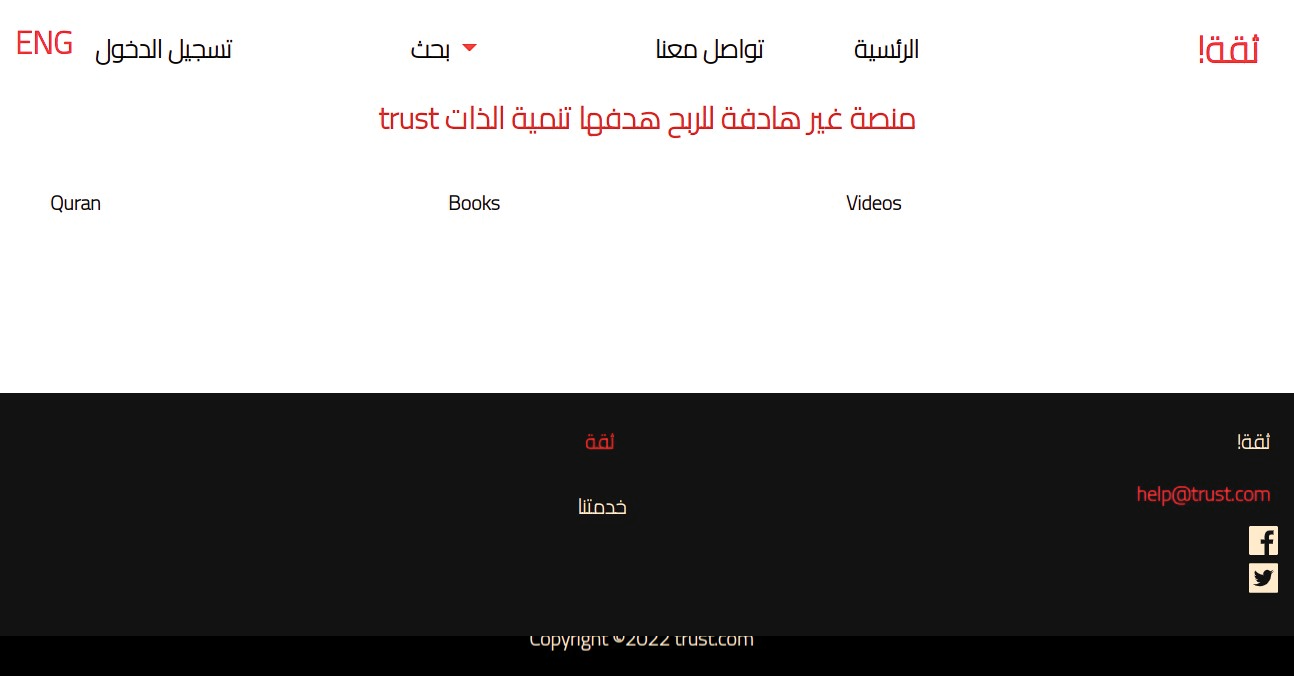 ثقة!
الرئسية
تواصل معنا
بحث
تسجيل الدخول
ENG
منصة غير هادفة للربح هدفها تنمية الذات trust
Quran
Books
Videos
ثقة!
help@trust.com
ثقة
خدمتنا
Copyright ©2022 trust.com